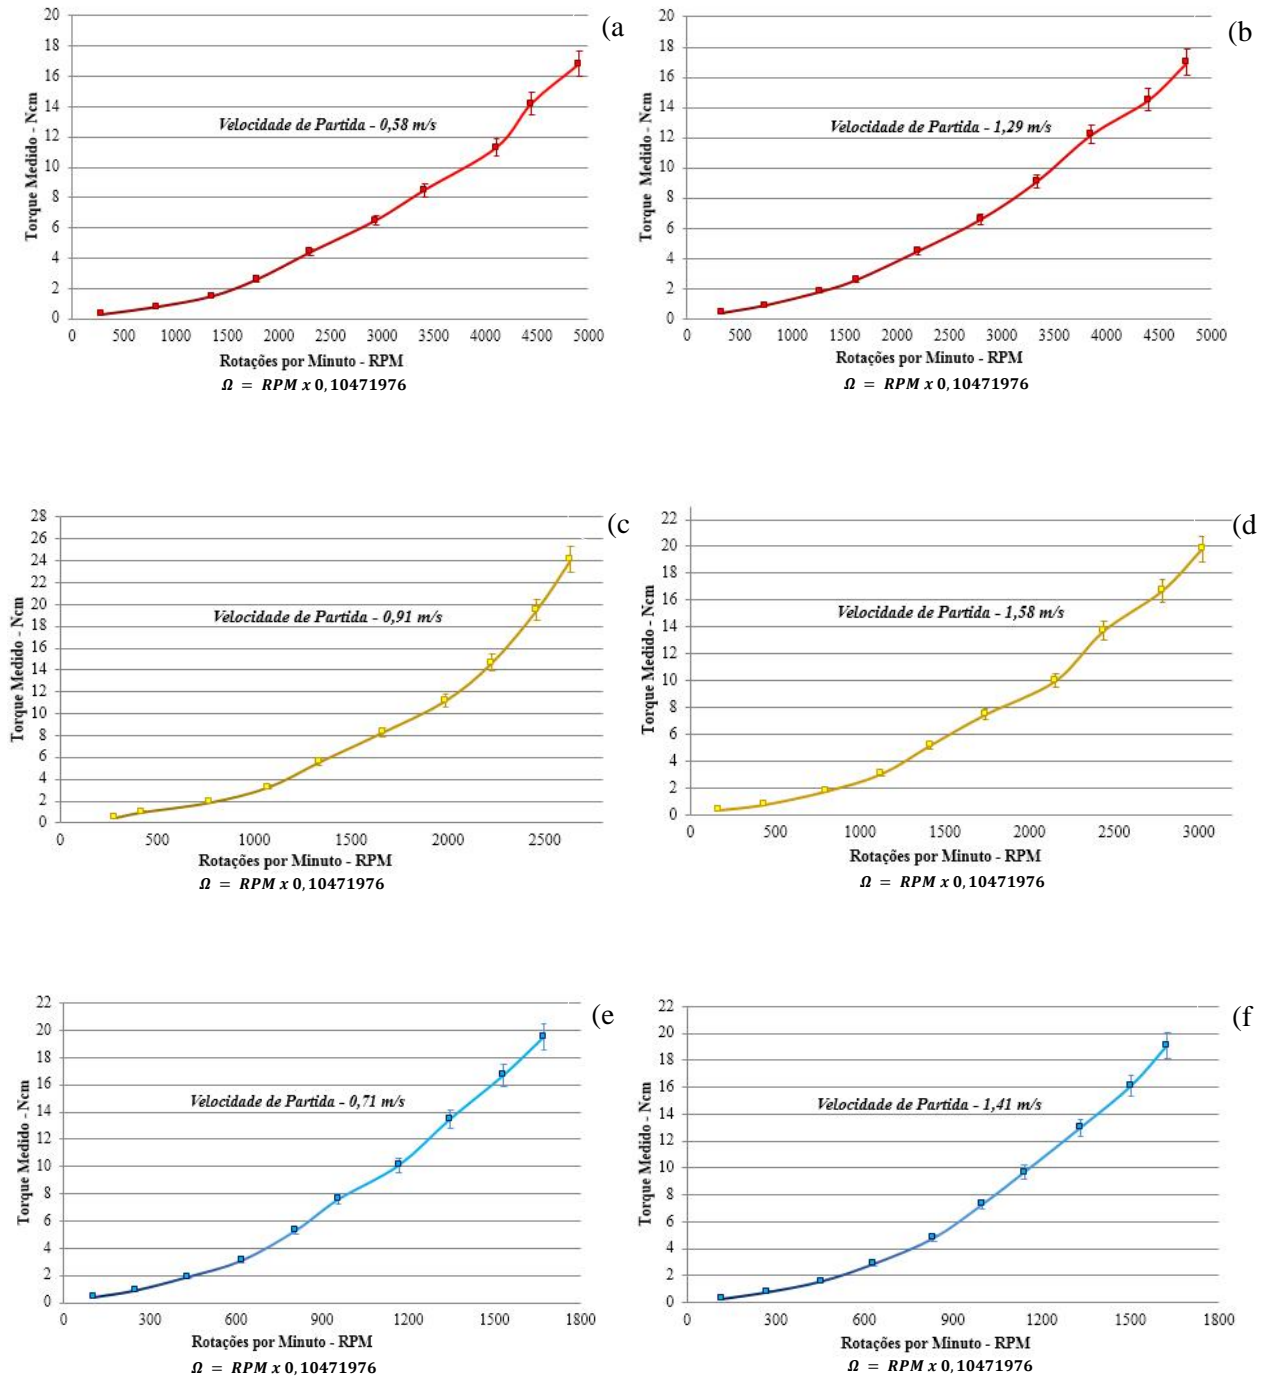 20
18
16
14
12
10
8
6
4
2
0
Torque Medido - Ncm
Velocidade de Partida - 0,58 m/s
(a
0 500 1000 1500 2000 2500 3000 3500 4000 4500 5000
Rotações por Minuto - RPM
Ω = RPM x 0,10471976
20
18
16
14
12
10
8
6
4
2
0
Torque Medido - Ncm
Velocidade de Partida - 1,29 m/s
(b
0 500 1000 1500 2000 2500 3000 3500 4000 4500 5000
Rotações por Minuto - RPM
Ω = RPM x 0,10471976
28
26
24
22
20
18
16
14
12
10
8
6
4
2
0
Torque Medido - Ncm
Velocidade de Partida - 0,91 m/s
(c
0 500 1000 1500 2000 2500
Rotações por Minuto - RPM
Ω = RPM x 0,10471976
22
20
18
16
14
12
10
8
6
4
2
0
Torque Medido - Ncm
Velocidade de Partida - 1,58 m/s
(d
0 500 1000 1500 2000 2500 3000
Rotações por Minuto - RPM
Ω = RPM x 0,10471976
22
20
18
16
14
12
10
8
6
4
2
0
Torque Medido - Ncm
Velocidade de Partida - 0,71 m/s
(e
0 300 600 900 1200 1500 1800
Rotações por Minuto - RPM
Ω = RPM x 0,10471976
22
20
18
16
14
12
10
8
6
4
2
0
Torque Medido - Ncm
Velocidade de Partida - 1,41 m/s
(f
0 300 600 900 1200 1500 1800
Rotações por Minuto - RPM
Ω = RPM x 0,10471976